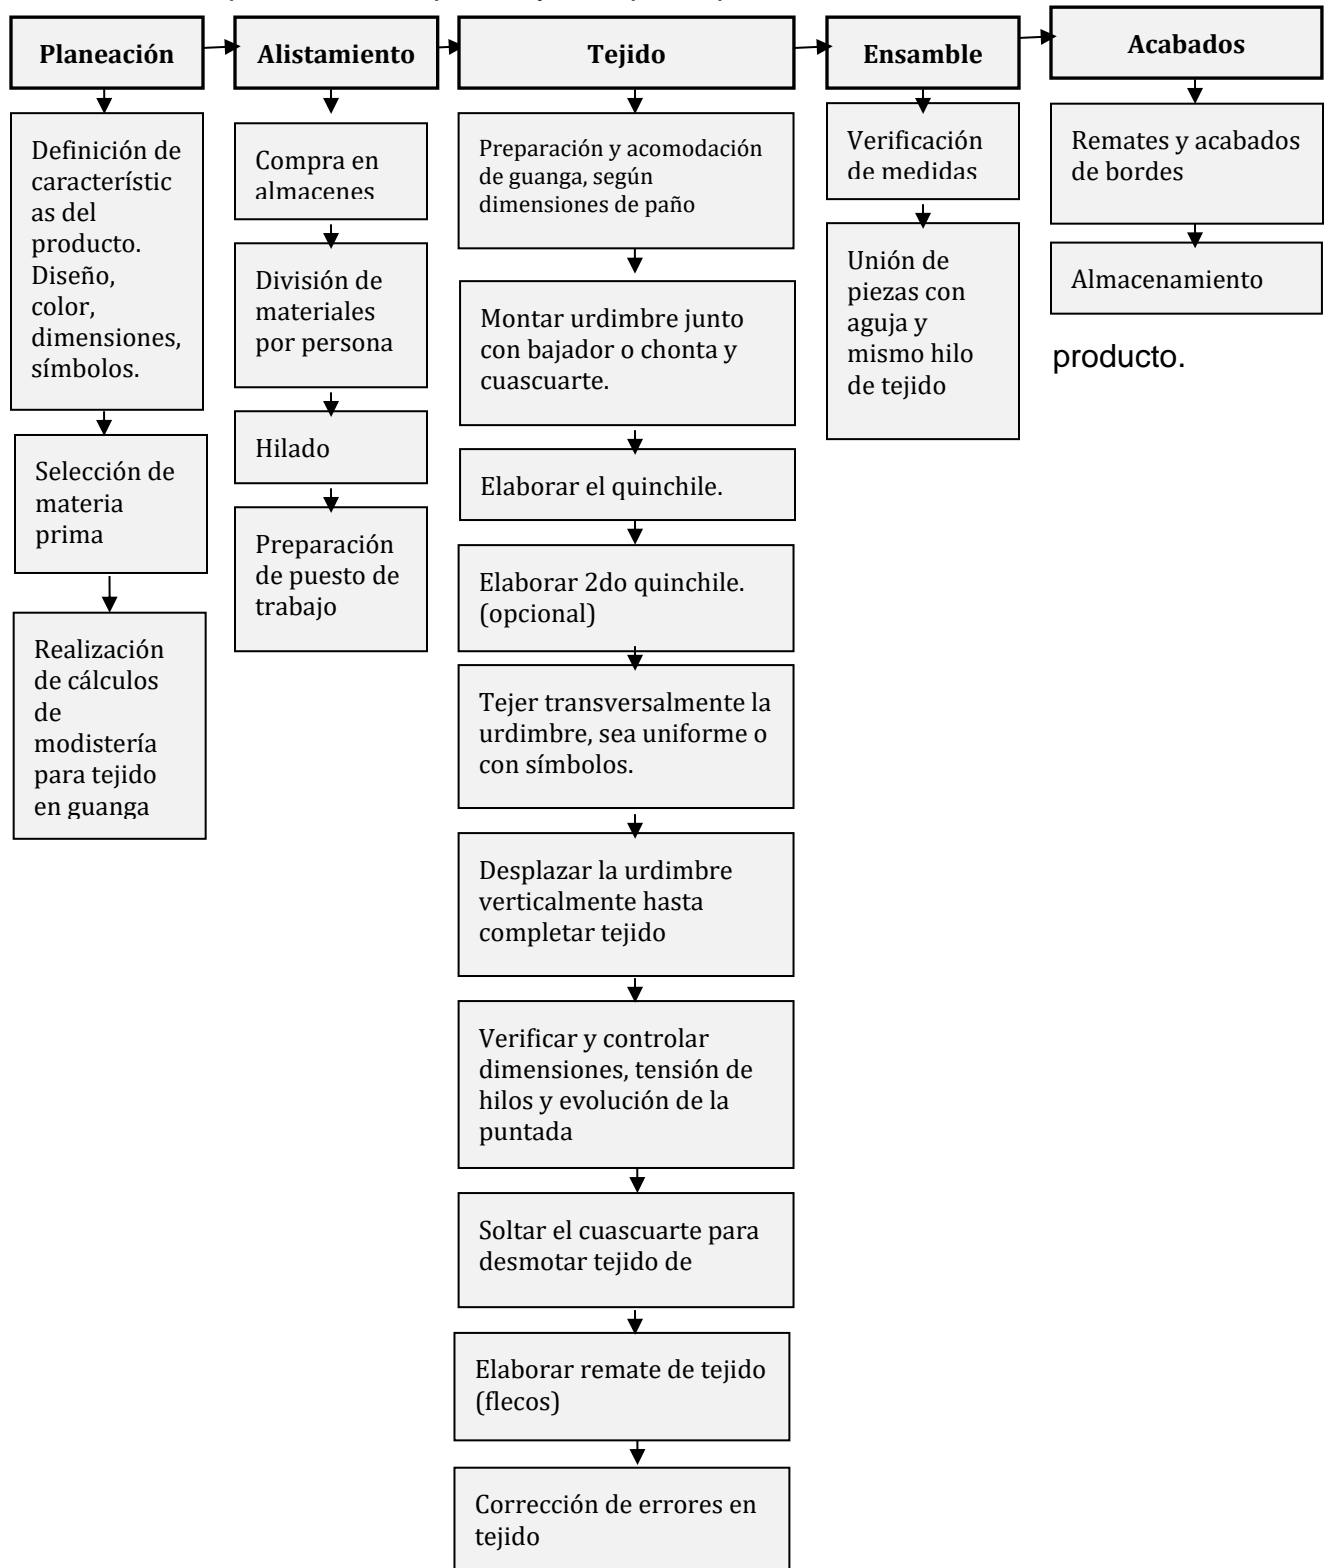 Planeación
Alistamiento
Tejido
Ensamble
Acabados
Definición de
característic
as del
producto.
Diseño,
color,
dimensiones,
símbolos.
Selección de
materia
prima
Realización
de cálculos
de
modistería
para tejido
en guanga
Compra en
almacenes
División de
materiales
por persona
Hilado
Preparación
de puesto de
trabajo
Preparación y acomodación
de guanga, según
dimensiones de paño
Montar urdimbre junto
con bajador o chonta y
cuascuarte.
Elaborar el quinchile.
Elaborar 2do quinchile.
(opcional)
Tejer transversalmente la
urdimbre, sea uniforme o
con símbolos.
Desplazar la urdimbre
verticalmente hasta
completar tejido
Verificar y controlar
dimensiones, tensión de
hilos y evolución de la
puntada
Soltar el cuascuarte para
desmotar tejido de
Elaborar remate de tejido
(flecos)
Corrección de errores en
tejido
Verificación
de medidas
Unión de
piezas con
aguja y
mismo hilo
de tejido
Remates y acabados
de bordes
Almacenamiento
producto.